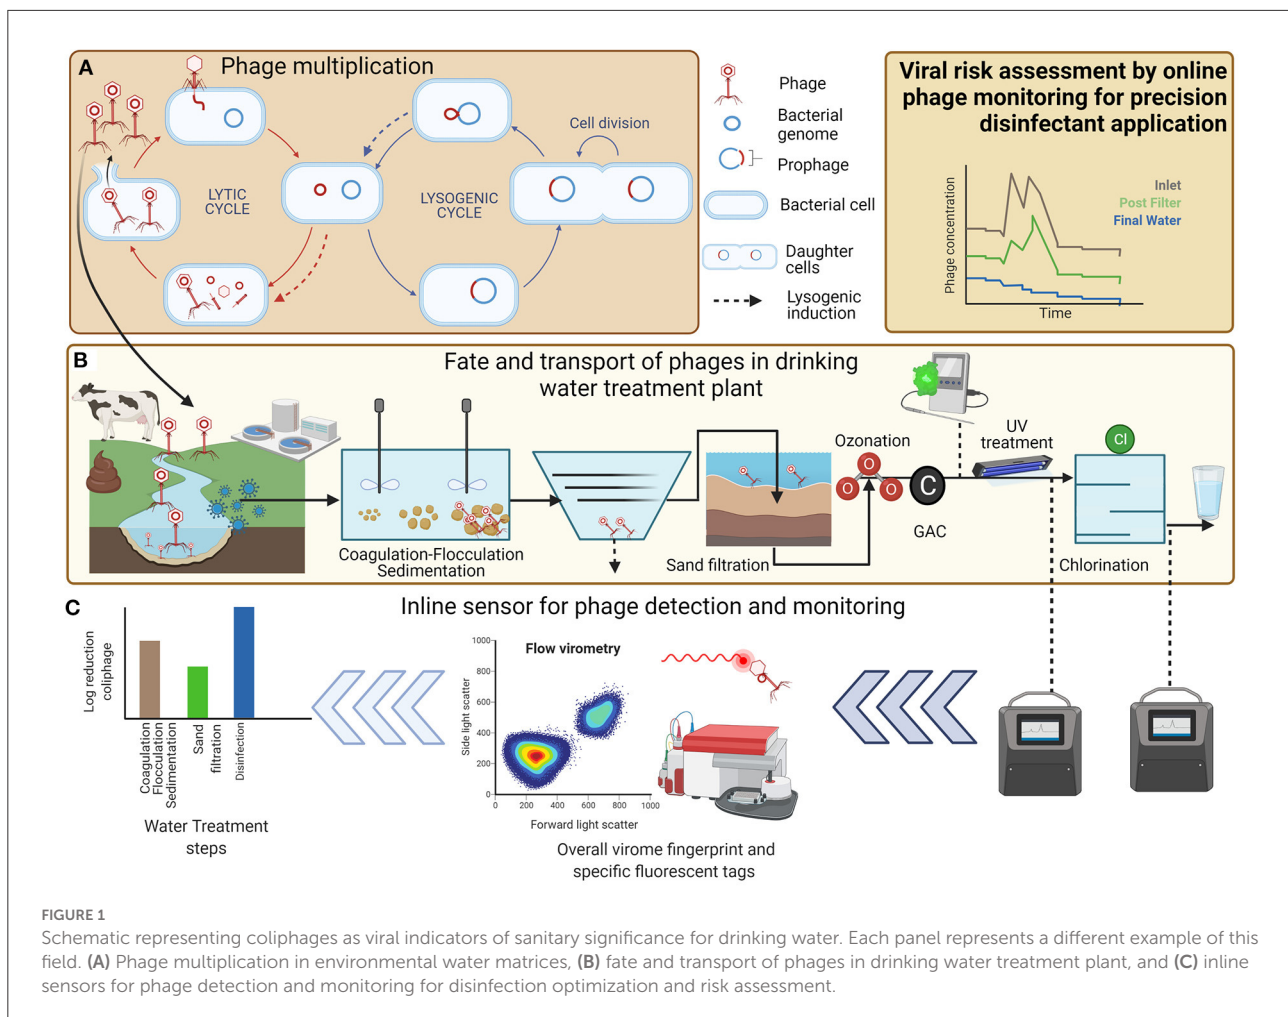 A
Phage multiplication
LYTIC
CYCLE
LYSOGENIC
CYCLE
Cell division
Phage
Bacterial
genome
Prophage
Bacterial cell
Daughter
cells
Lysogenic
induction
Viral risk assessment by online
phage monitoring for precision
disinfectant application
Phage concentration
Inlet
Post Filter
Final Water
Time
B
Fate and transport of phages in drinking
water treatment plant
Coagulation-Flocculation
Sedimentation
Sand filtration
Ozonation
O
O
O
C
GAC
UV
treatment
Cl
Chlorination
C
Inline sensor for phage detection and monitoring
Log reduction
coliphage
Coagulation
Flocculation
Sedimentation
Sand
filtration
Disinfection
Water Treatment
steps
Flow virometry
Side light scatter
1000
800
600
400
200
0
0 200 400 600 800 1000
Forward light scatter
Overall virome fingerprint and
specific fluorescent tags
FIGURE 1
Schematic representing coliphages as viral indicators of sanitary significance for drinking water. Each panel represents a different example of this
field. (A) Phage multiplication in environmental water matrices, (B) fate and transport of phages in drinking water treatment plant, and (C) inline
sensors for phage detection and monitoring for disinfection optimization and risk assessment.